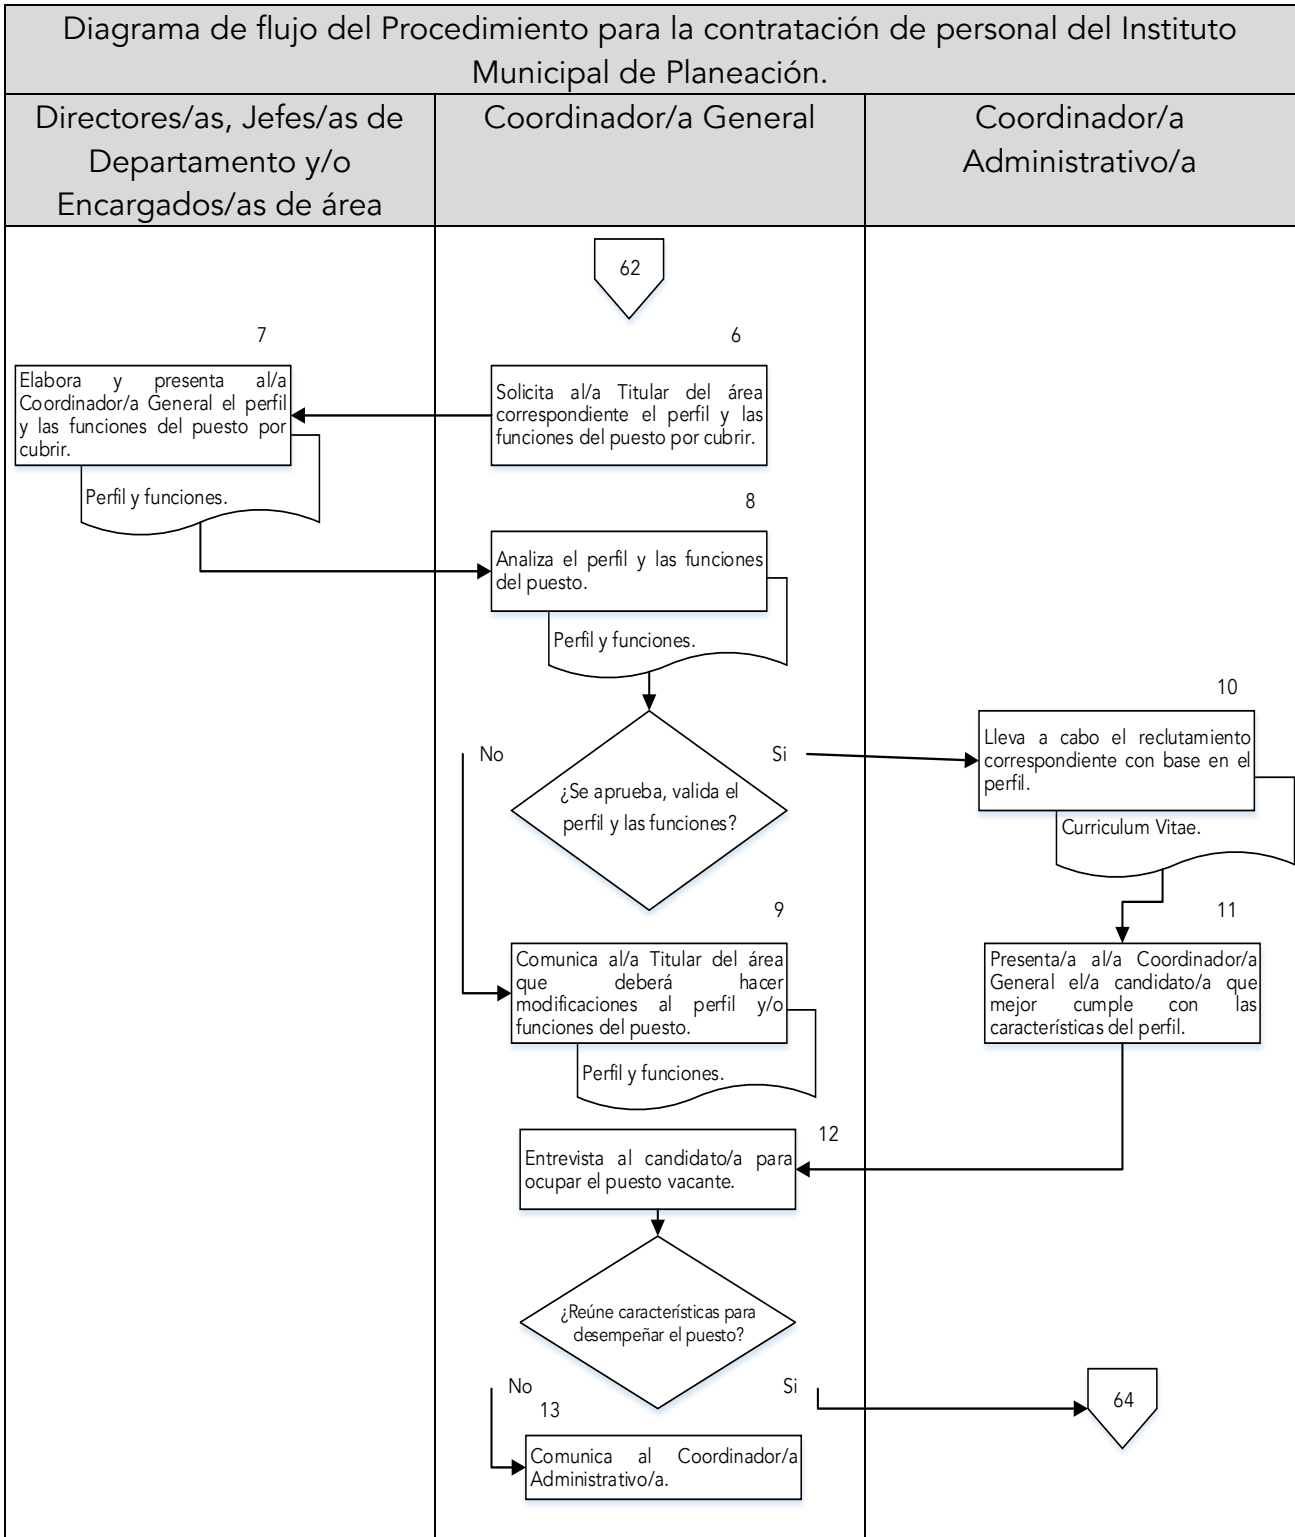 Diagrama de flujo del Procedimiento para la contratación de personal del Instituto
Municipal de Planeación.
Directores/as, Jefes/as de
Departamento y/o
Encargados/as de área
Coordinador/a General
Coordinador/a
Administrativo/a
62
7
6
Elabora y presenta al/a
Coordinador/a General el perfil
y las funciones del puesto por
cubrir.
Perfil y funciones.
Solicita al/a Titular del área
correspondiente el perfil y las
funciones del puesto por cubrir.
8
Analiza el perfil y las funciones
del puesto.
Perfil y funciones.
10
No
Si
Lleva a cabo el reclutamiento
correspondiente con base en el
perfil.
Curriculum Vitae.
¿Se aprueba, valida el
perfil y las funciones?
9
11
Comunica al/a Titular del área
que deberá hacer
modificaciones al perfil y/o
funciones del puesto.
Perfil y funciones.
Presenta/a al/a Coordinador/a
General el/a candidato/a que
mejor cumple con las
características del perfil.
12
Entrevista al candidato/a para
ocupar el puesto vacante.
¿Reúne características para
desempeñar el puesto?
No
Si
64
13
Comunica al Coordinador/a
Administrativo/a.